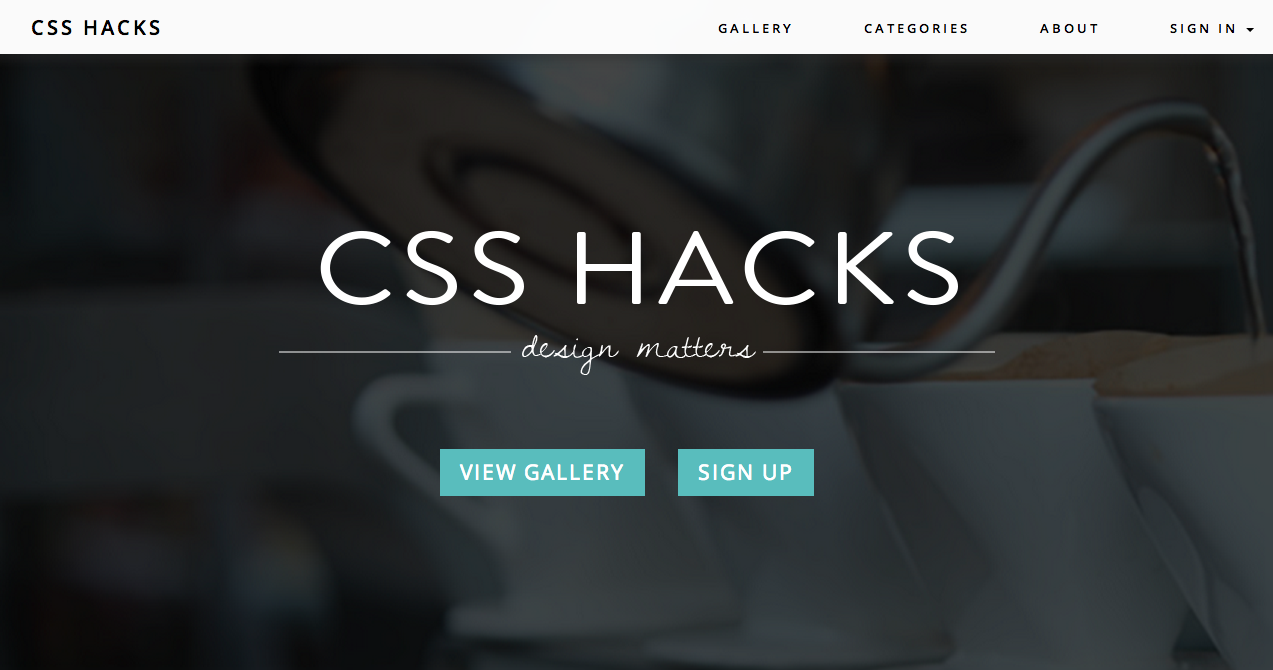 CSS HACKS
GALLERY CATEGORIES ABOUT SIGN IN
CSS HACKS
design matters
VIEW GALLERY SIGN UP